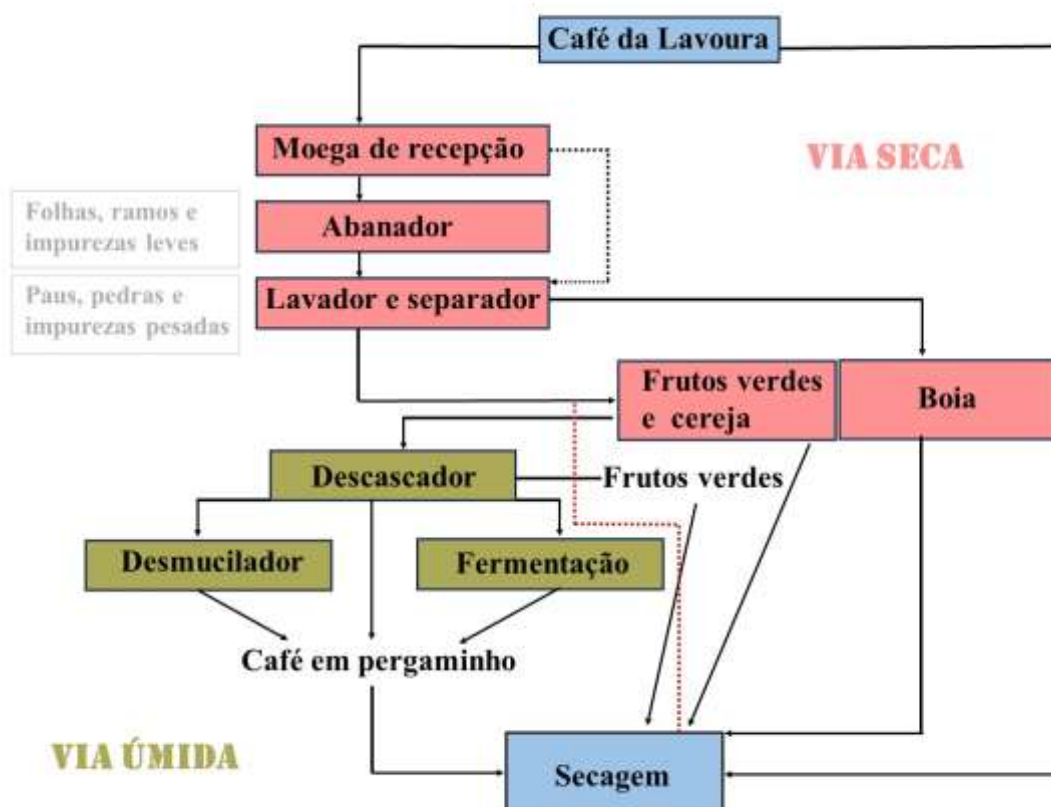 Café da Lavoura
Moega de recepção
VIA SECA
Folhas, ramos e
impurezas leves
Abanador
Paus, pedras e
impurezas pesadas
Lavador e separador
Frutos verdes
e cereja
Boia
Descascador
Frutos verdes
Desmucilador
Fermentação
Café em pergaminho
VIA ÚMIDA
Secagem